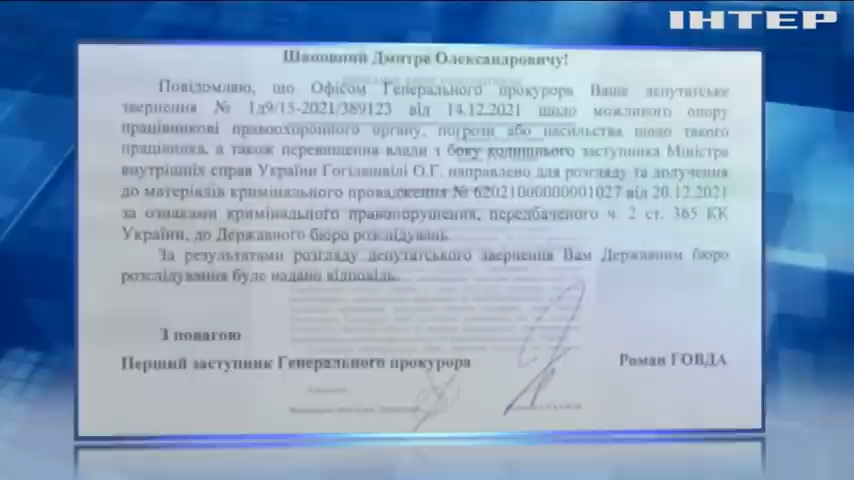 ІНТЕР
Шановний Дмитре Олександровичу!
Повідомляю, що Офісом Генерального прокурора Ваше депутатське
звернення № 1д9/15-2021/389123 від 14.12.2021 щодо можливого опору
працівникові правоохоронного органу, погрози або насильства щодо такого
працівника, а також перевищення влади з боку колишнього заступника Міністра
внутрішніх справ України Гогілашвілі О.Г. направлено для розгляду та долучення
до матеріалів кримінального провадження № 62021000000001027 від 20.12.2021
за ознаками кримінального правопорушення, передбаченого ч. 2 ст. 365 КК
України, до Державного бюро розслідувань.
За результатами розгляду депутатського звернення Вам Державним бюро
розслідування буде надано відповідь.
З повагою
Перший заступник Генерального прокурора Роман ГОВДА